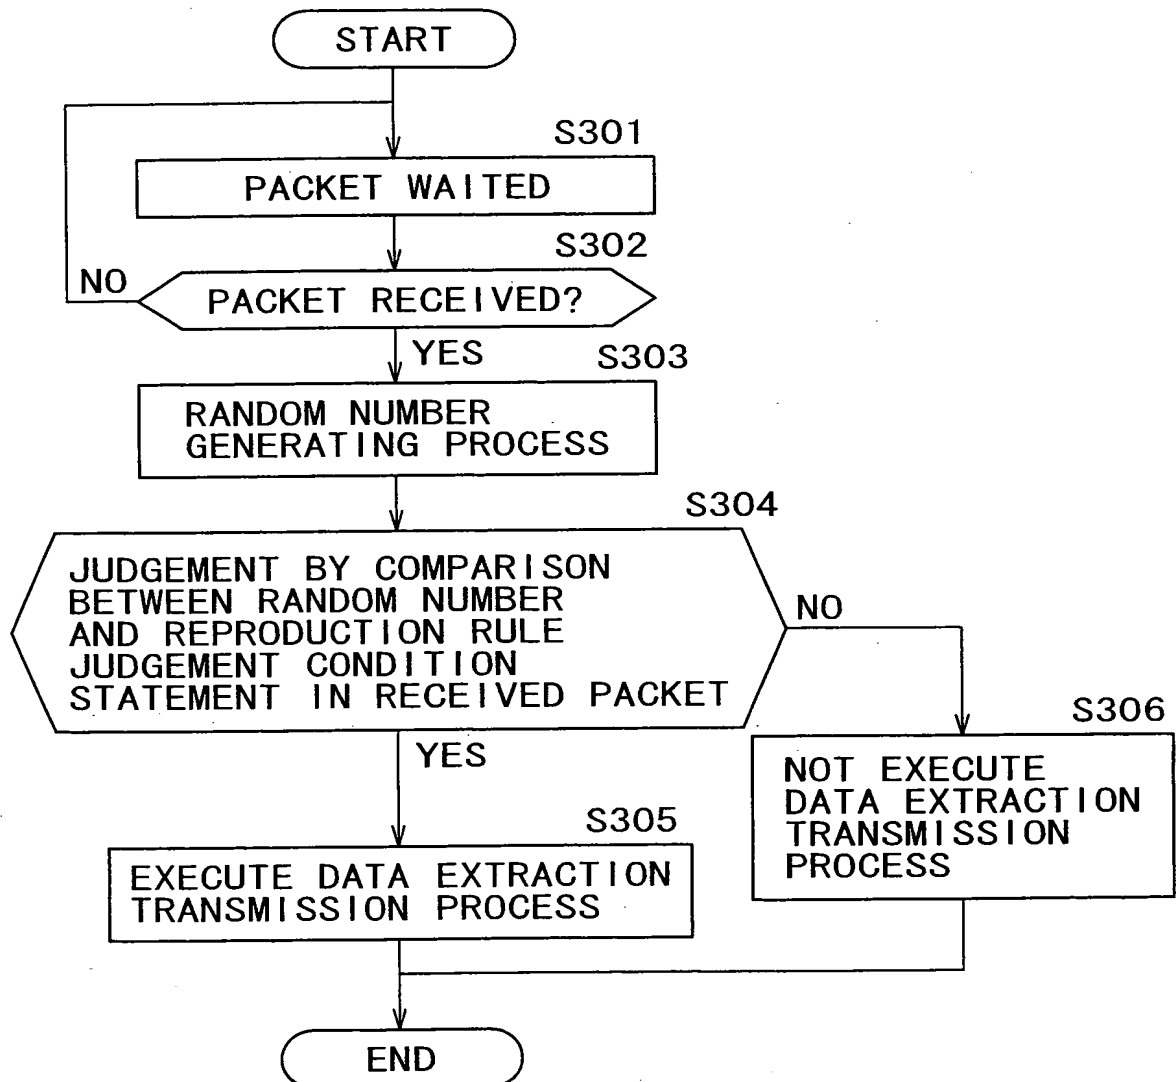 START
S301
PACKET WAITED
S302
NO
PACKET RECEIVED?
YES
S303
RANDOM NUMBER
GENERATING PROCESS
S304
JUDGEMENT BY COMPARISON
BETWEEN RANDOM NUMBER
AND REPRODUCTION RULE
JUDGEMENT CONDITION
STATEMENT IN RECEIVED PACKET
NO
YES
S306
NOT EXECUTE
DATA EXTRACTION
TRANSMISSION
PROCESS
S305
EXECUTE DATA EXTRACTION
TRANSMISSION PROCESS
END